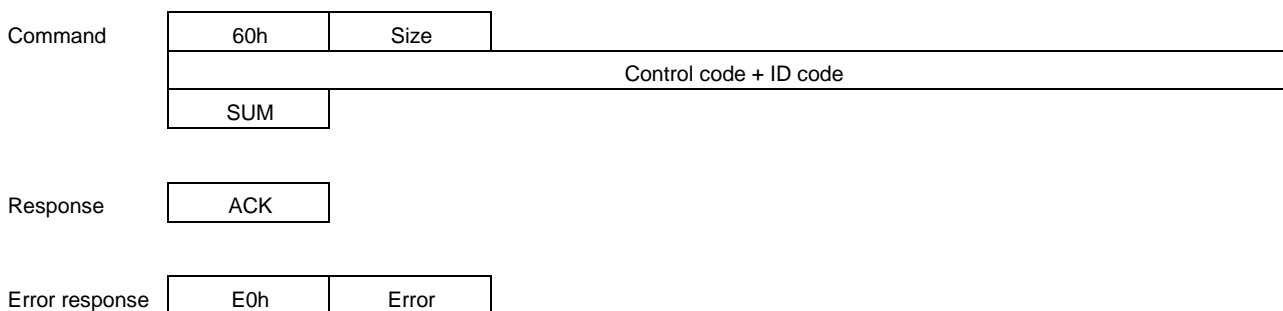 Command 60h Size
Control code + ID code
SUM
Response ACK
Error response E0h Error